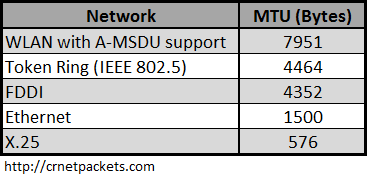 Network MTU (Bytes)
WLAN with A-MSDU support 7951
Token Ring (IEEE 802.5) 4464
FDDI 4352
Ethernet 1500
X.25 576
http://crnetpackets.com